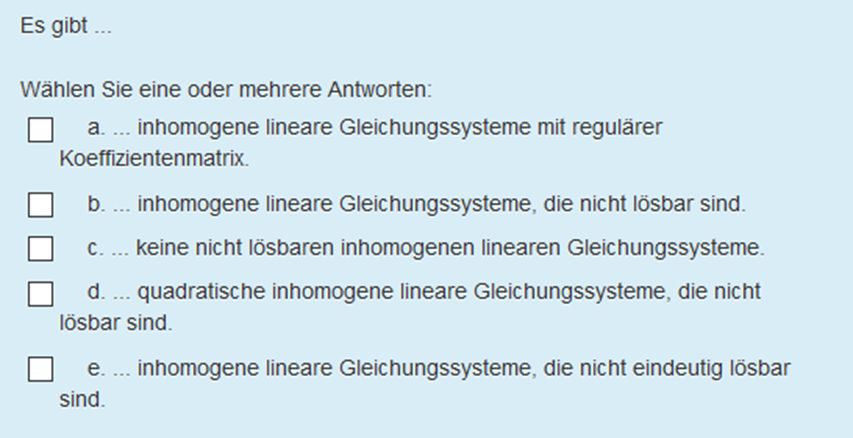 Es gibt ...
Wählen Sie eine oder mehrere Antworten:
a. ... inhomogene lineare Gleichungssysteme mit regulärer
Koeffizientenmatrix.
b. ... inhomogene lineare Gleichungssysteme, die nicht lösbar sind.
c. ... keine nicht lösbaren inhomogenen linearen Gleichungssysteme.
d. ... quadratische inhomogene lineare Gleichungssysteme, die nicht
lösbar sind.
e. ... inhomogene lineare Gleichungssysteme, die nicht eindeutig lösbar
sind.